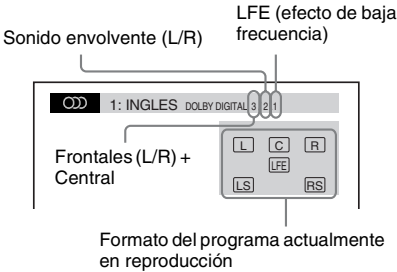 LFE (efecto de baja
frecuencia)
Sonido envolvente (L/R)
1: INGLES DOLBY DIGITAL 3 2 1
Frontales (L/R) +
Central
L C R
LFE
LS RS
Formato del programa actualmente
en reproducción